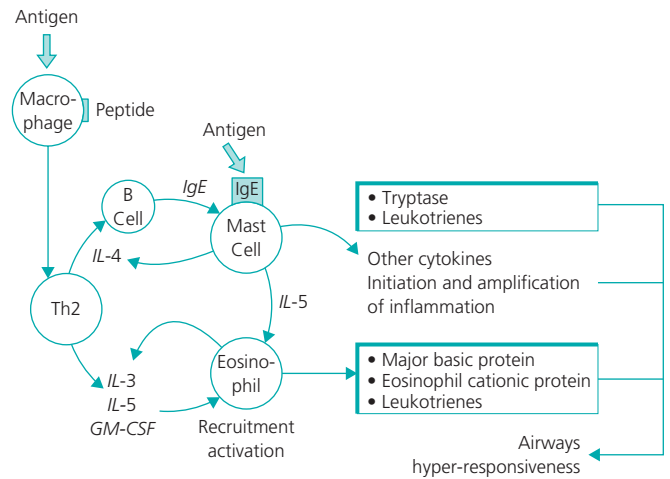 Antigen
Macro-
phage
Peptide
Antigen
B
Cell
IgE
IgE
Mast
Cell
IL-4
Th2
IL-5
IL-3
IL-5
GM-CSF
Eosino-
phil
Recruitment
activation
• Tryptase
• Leukotrienes
Other cytokines
Initiation and amplification
of inflammation
• Major basic protein
• Eosinophil cationic protein
• Leukotrienes
Airways
hyper-responsiveness